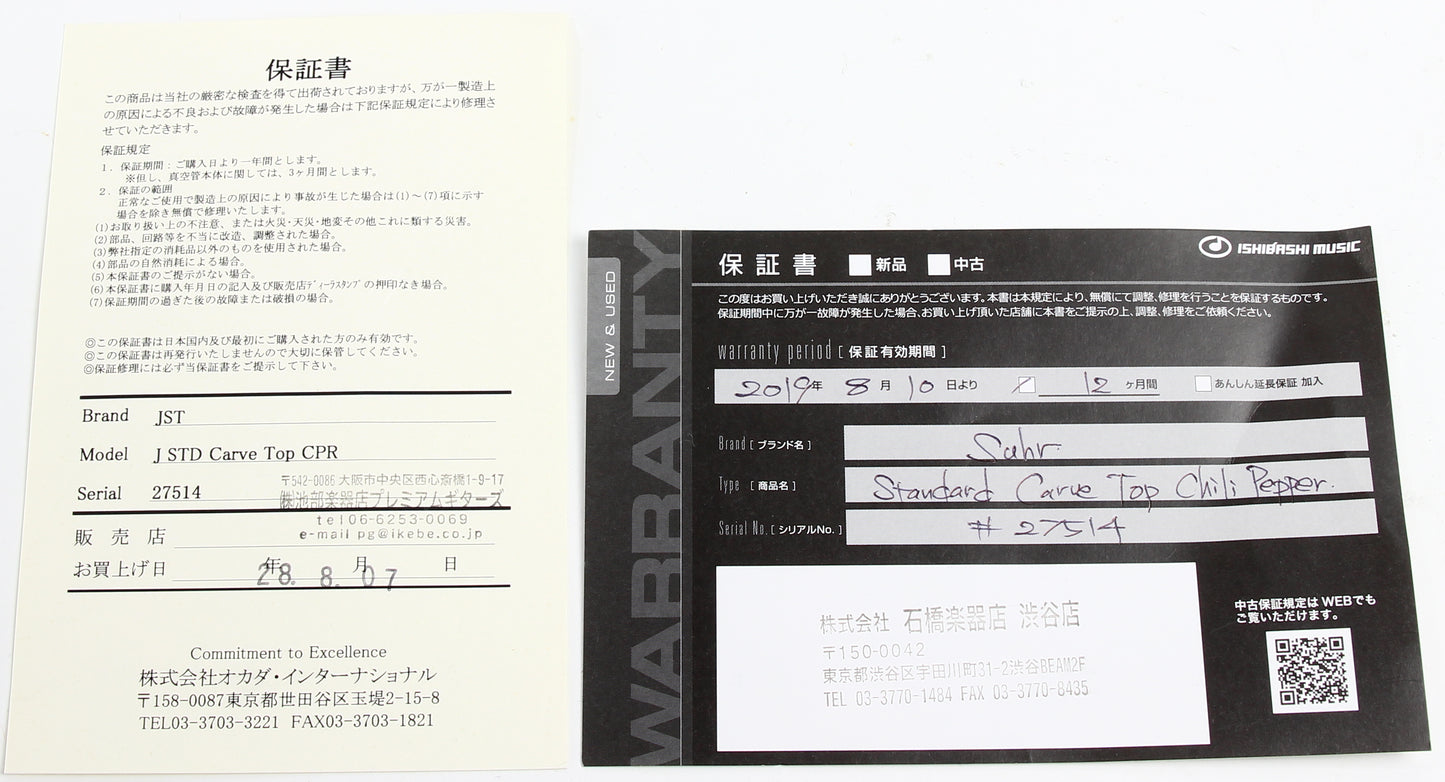 保証書
この商品は当社の厳密な検査を得て出荷されておりますが、万が一製造上
の原因による不良および故障が発生した場合は下記保証規定により修理さ
せていただきます。
保証規定
1．保証期間：ご購入日より一年間とします。
※但し、真空管本体に関しては、3ヶ月間とします。
2．保証の範囲
正常なご使用で製造上の原因により事故が生じた場合は(1)～(7)項に示す
場合を除き無償で修理いたします。
(1)お取り扱い上の不注意、または火災・天災・地変その他これに類する災害。
(2)部品、回路等を不当に改造、調整された場合。
(3)弊社指定の消耗品以外のものを使用された場合。
(4)部品の自然消耗による場合。
(5)本保証書のご提示がない場合。
(6)本保証書に購入年月日の記入及び販売店ﾃﾞｨｰﾗｽﾀﾝﾌﾟの押印なき場合。
(7)保証期間の過ぎた後の故障または破損の場合。
◎この保証書は日本国内及び最初にご購入された方のみ有効です。
◎この保証書は再発行いたしませんので大切に保管してください。
◎保証修理には必ず当保証書をご提示して下さい。
Brand JST
Model J STD Carve Top CPR
Serial 27514
〒542-0086 大阪市中央区西心斎橋1-9-17
㈱池部楽器店プレミアムギターズ
tel06-6253-0069
e-mail pg@ikebe.co.jp
販売店
お買上げ日 年 月 日
28. 8. 07
Commitment to Excellence
株式会社オカダ・インターナショナル
〒158-0087東京都世田谷区玉堤2-15-8
TEL03-3703-3221 FAX03-3703-1821
NEW & USED
WARRANTY
保証書 新品 中古
ISHIBASHI MUSIC
この度はお買い上げいただき誠にありがとうございます。本書は本規定により、無償にて調整、修理を行うことを保証するものです。
保証期間中に万が一故障が発生した場合、お買い上げ頂いた店舗に本書をご提示の上、調整、修理をご依頼ください。
warranty period [ 保証有効期間 ]
2019年 8月 10日より 12ヶ月間 あんしん延長保証 加入
Brand [ ブランド名 ] Suhr
Type [ 商品名 ] Standard Carve Top Chili Pepper.
Serial No. [ シリアルNo. ] # 27514
株式会社 石橋楽器店 渋谷店
〒150-0042
東京都渋谷区宇田川町31-2渋谷BEAM2F
TEL 03-3770-1484 FAX 03-3770-8435
中古保証規定は WEBでも
ご覧いただけます。